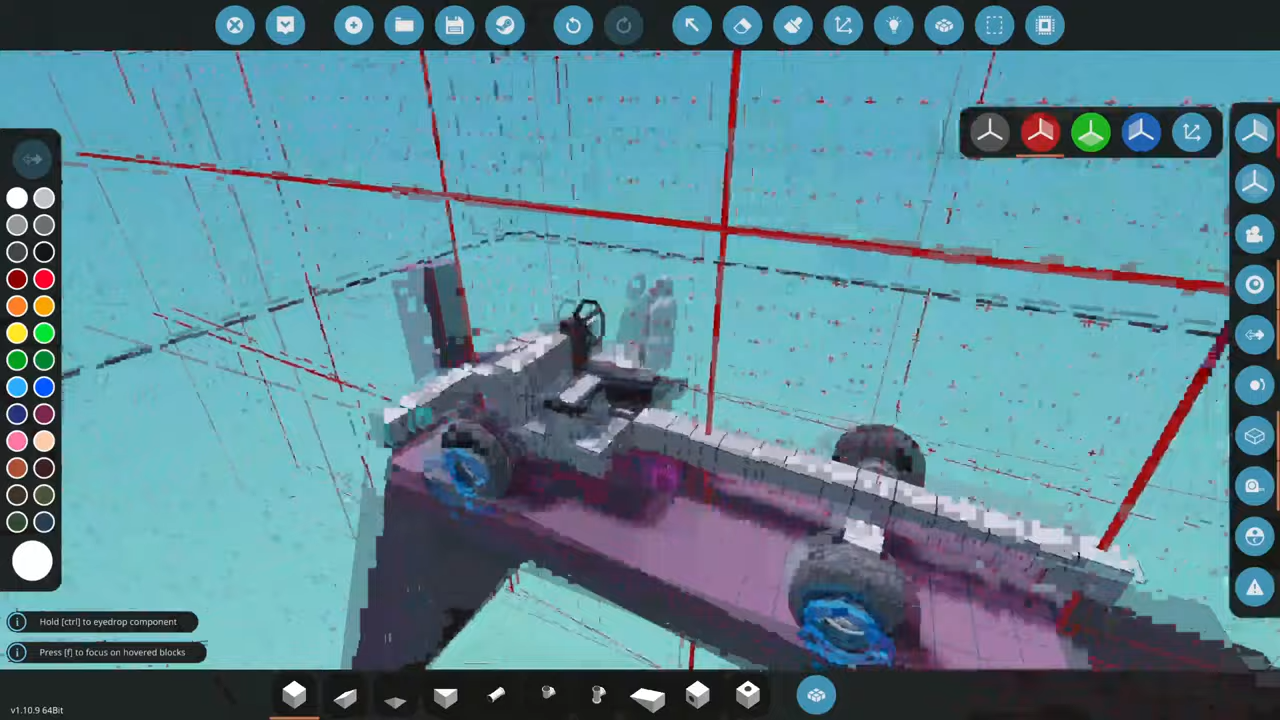 Hold [ctrl] to eyedrop component
Press [f] to focus on hovered blocks
v1.10.9 64Bit